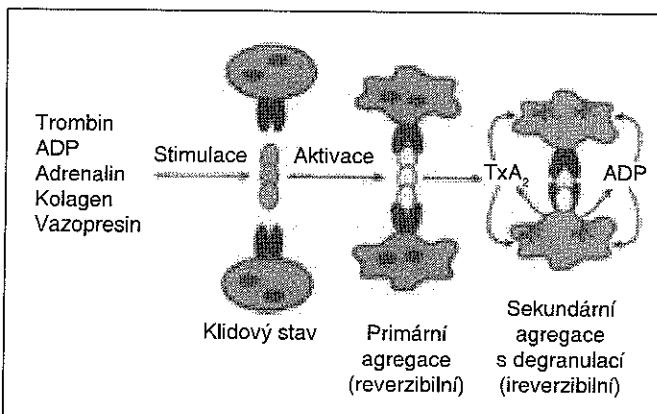 Trombin
ADP
Adrenalin
Kolagen
Vazopresin
Stimulace
Aktivace
TxA₂
ADP
Klidový stav
Primární
agregace
(reverzibilní)
Sekundární
agregace
s degranulací
(ireverzibilní)